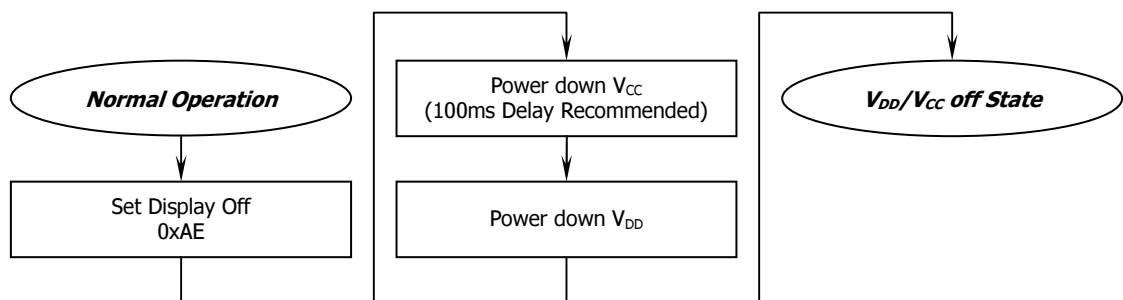 Normal Operation
Set Display Off
0xAE
Power down VCC
(100ms Delay Recommended)
Power down VDD
VDD/VCC off State